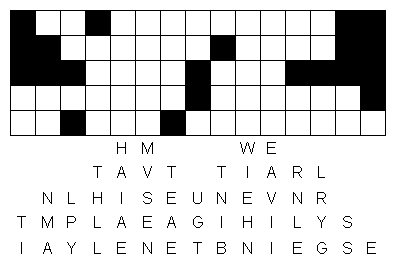 H M W E
T A V T T I A R L
N L H I S E U N E V N R
T M P L A E A G I H I L Y S
I A Y L E N E T B N I E G S E